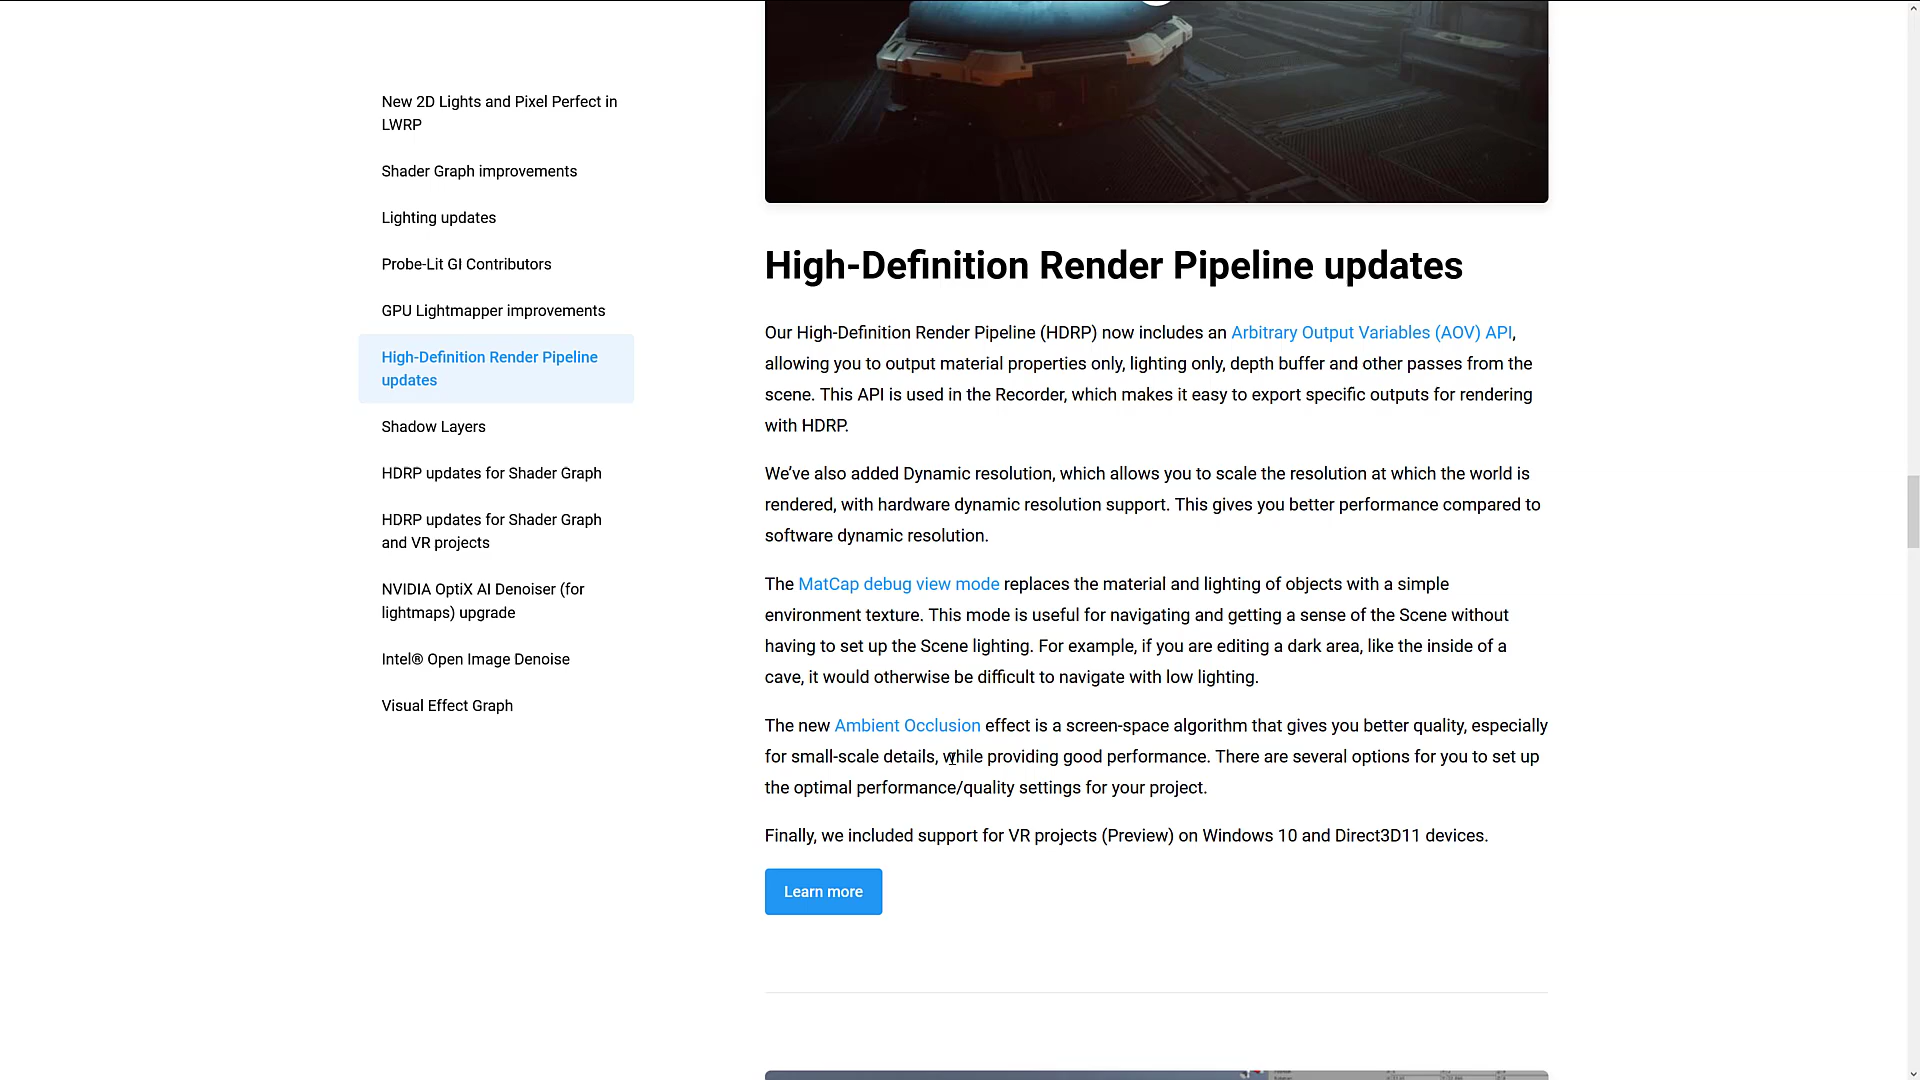 New 2D Lights and Pixel Perfect in
LWRP
Shader Graph improvements
Lighting updates
Probe-Lit GI Contributors
GPU Lightmapper improvements
High-Definition Render Pipeline
updates
Shadow Layers
HDRP updates for Shader Graph
HDRP updates for Shader Graph
and VR projects
NVIDIA OptiX AI Denoiser (for
lightmaps) upgrade
Intel® Open Image Denoise
Visual Effect Graph
High-Definition Render Pipeline updates
Our High-Definition Render Pipeline (HDRP) now includes an Arbitrary Output Variables (AOV) API,
allowing you to output material properties only, lighting only, depth buffer and other passes from the
scene. This API is used in the Recorder, which makes it easy to export specific outputs for rendering
with HDRP.
We’ve also added Dynamic resolution, which allows you to scale the resolution at which the world is
rendered, with hardware dynamic resolution support. This gives you better performance compared to
software dynamic resolution.
The MatCap debug view mode replaces the material and lighting of objects with a simple
environment texture. This mode is useful for navigating and getting a sense of the Scene without
having to set up the Scene lighting. For example, if you are editing a dark area, like the inside of a
cave, it would otherwise be difficult to navigate with low lighting.
The new Ambient Occlusion effect is a screen-space algorithm that gives you better quality, especially
for small-scale details, while providing good performance. There are several options for you to set up
the optimal performance/quality settings for your project.
Finally, we included support for VR projects (Preview) on Windows 10 and Direct3D11 devices.
Learn more